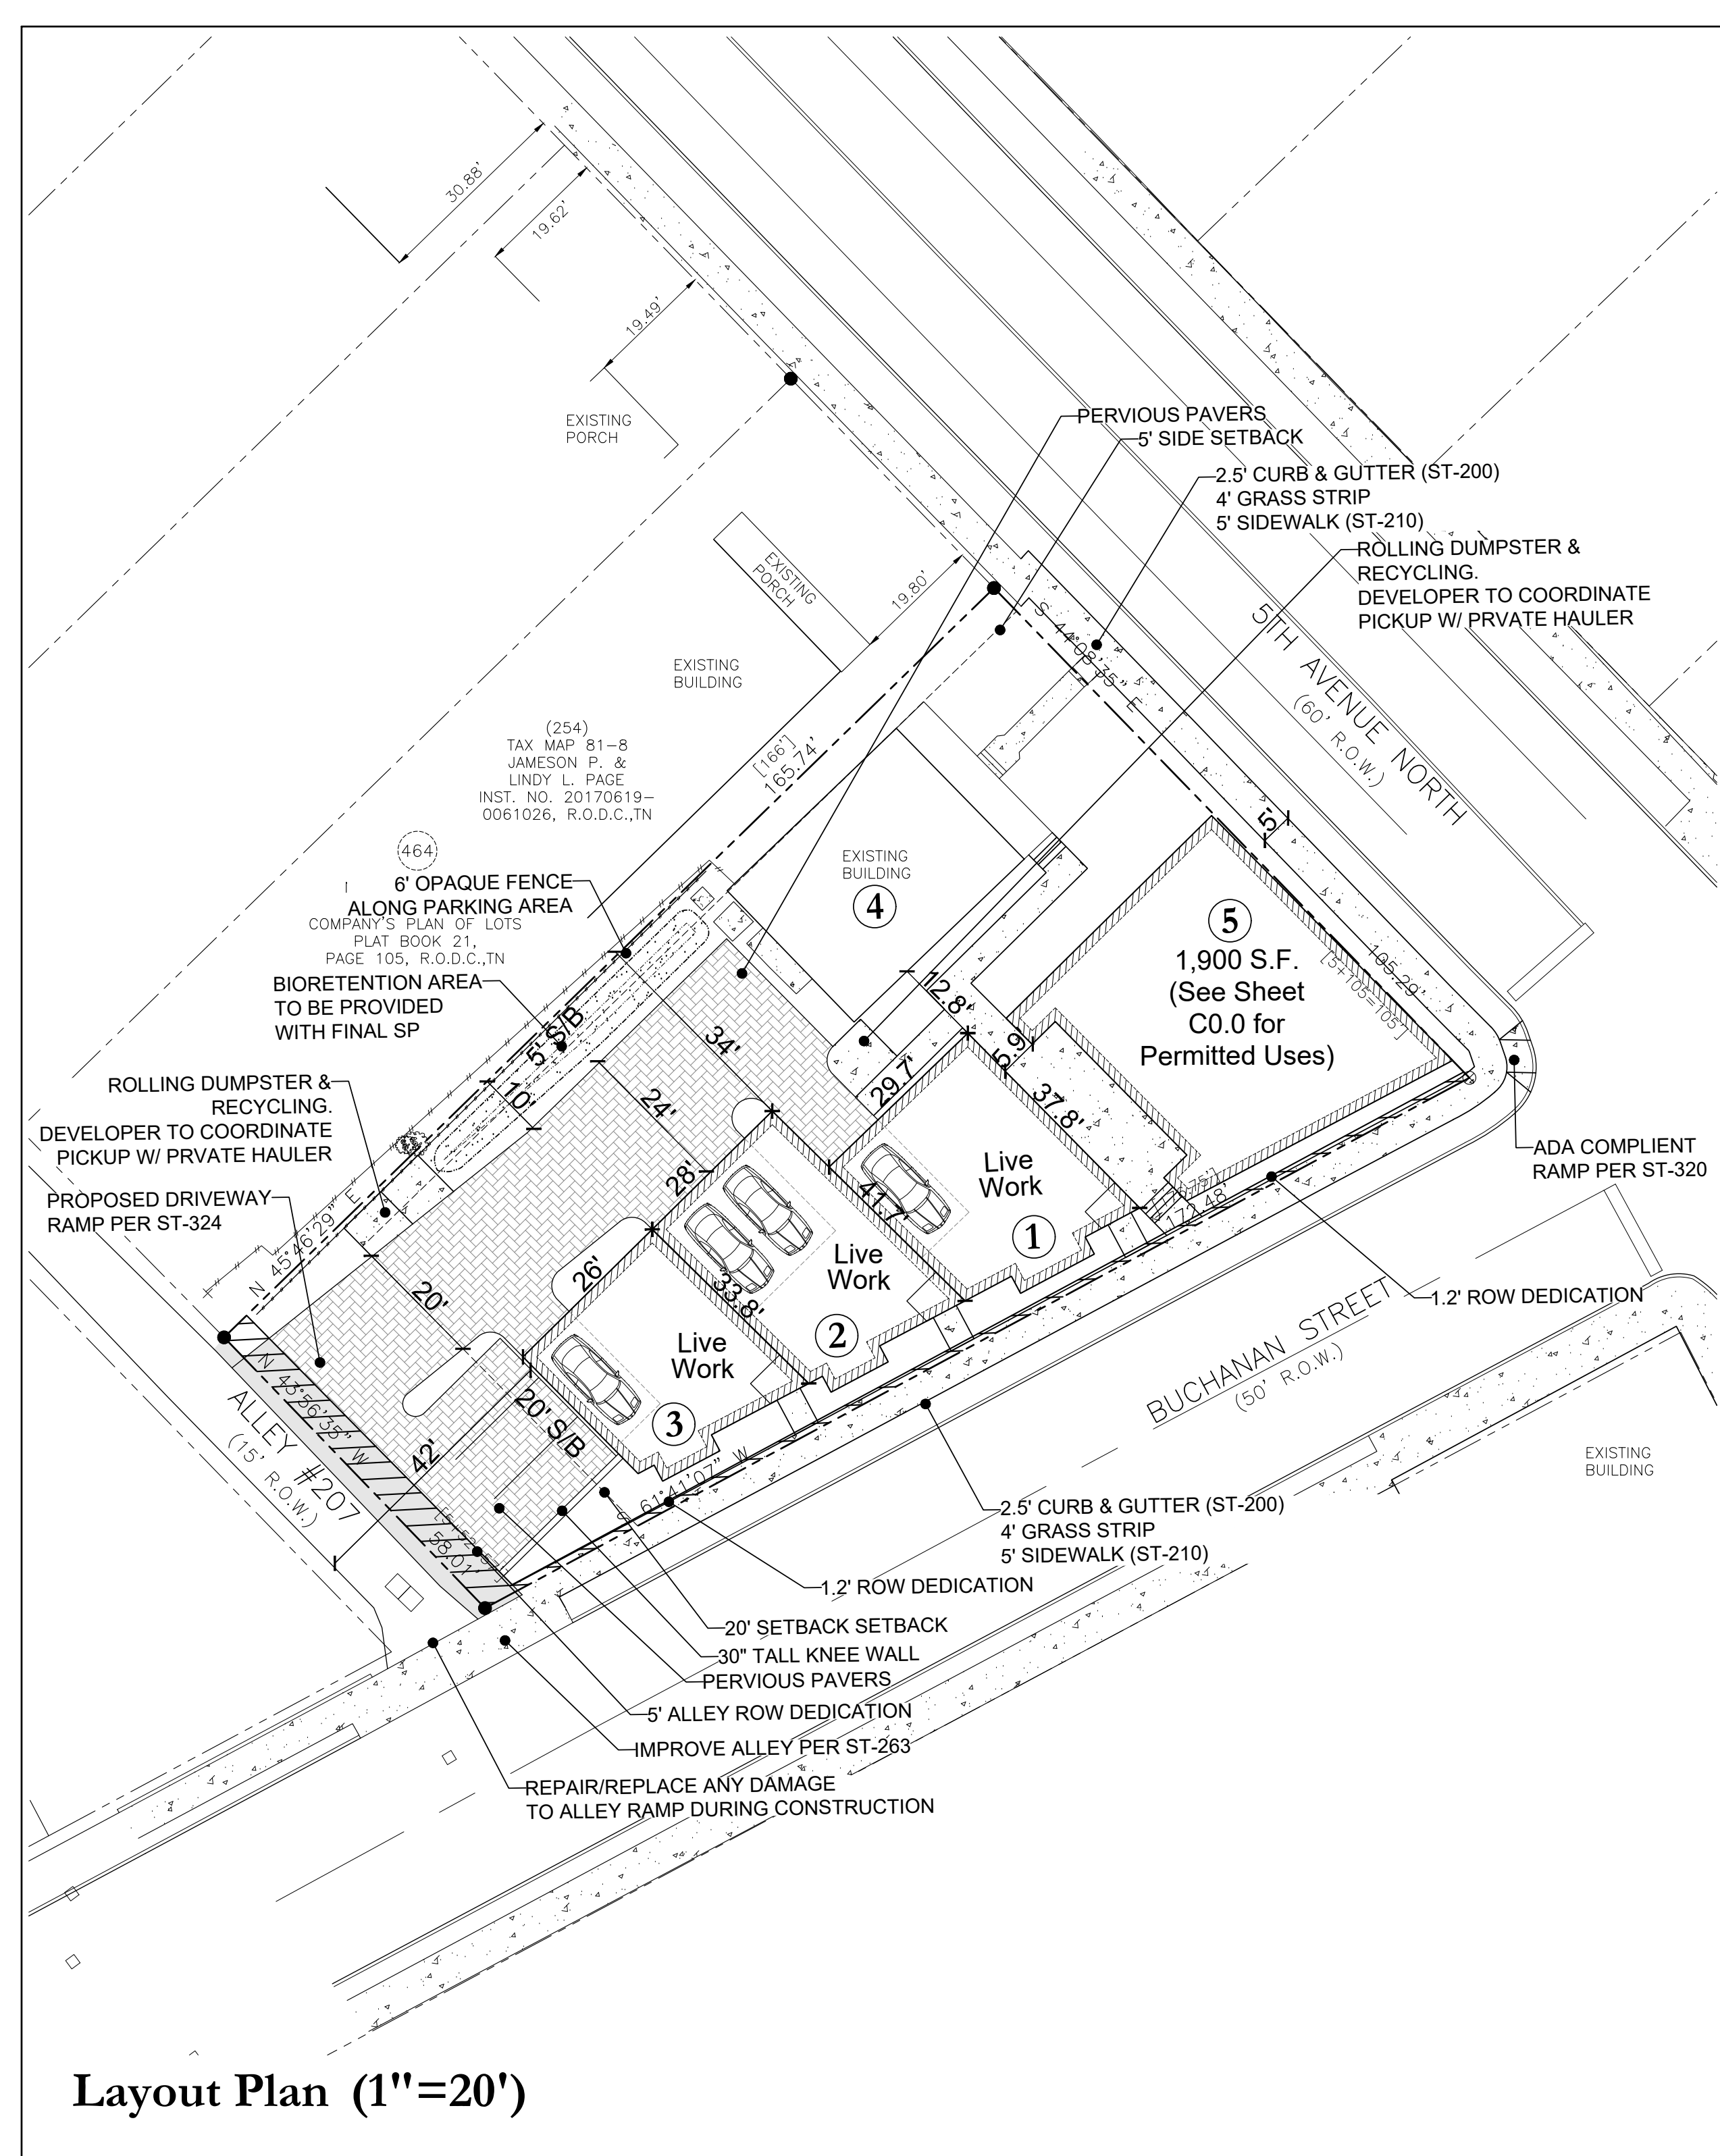 30.88'
19.62'
19.49'
EXISTING
PORCH
PERVIOUS PAVERS
5' SIDE SETBACK
2.5' CURB & GUTTER (ST-200)
4' GRASS STRIP
5' SIDEWALK (ST-210)
ROLLING DUMPSTER &
RECYCLING.
DEVELOPER TO COORDINATE
PICKUP W/ PRVATE HAULER
EXISTING
PORCH
19.80'
S 44°08'35" E
5TH AVENUE NORTH
(60' R.O.W.)
EXISTING
BUILDING
(254)
TAX MAP 81-8
JAMESON P. &
LINDY L. PAGE
INST. NO. 20170619-
0061026, R.O.D.C.,TN
[166']
165.74'
464
6' OPAQUE FENCE
ALONG PARKING AREA
COMPANY'S PLAN OF LOTS
PLAT BOOK 21,
PAGE 105, R.O.D.C.,TN
BIORETENTION AREA
TO BE PROVIDED
WITH FINAL SP
EXISTING
BUILDING
4
5'
5
1,900 S.F.
(See Sheet
C0.0 for
Permitted Uses)
105.29'
[5+105=105]
12.8'
5.9'
29.7'
37.8'
34'
5' S/B
10'
24'
28'
41.7'
ROLLING DUMPSTER &
RECYCLING.
DEVELOPER TO COORDINATE
PICKUP W/ PRVATE HAULER
PROPOSED DRIVEWAY
RAMP PER ST-324
N 45°46'29" E
ADA COMPLIENT
RAMP PER ST-320
Live
Work
1
Live
Work
2
Live
Work
3
20'
26'
33.8'
20' S/B
42'
1.2' ROW DEDICATION
BUCHANAN STREET
(50' R.O.W.)
ALLEY #207
(15' R.O.W.)
58.01'
EXISTING
BUILDING
2.5' CURB & GUTTER (ST-200)
4' GRASS STRIP
5' SIDEWALK (ST-210)
1.2' ROW DEDICATION
20' SETBACK SETBACK
30" TALL KNEE WALL
PERVIOUS PAVERS
5' ALLEY ROW DEDICATION
IMPROVE ALLEY PER ST-263
REPAIR/REPLACE ANY DAMAGE
TO ALLEY RAMP DURING CONSTRUCTION
Layout Plan (1"=20')